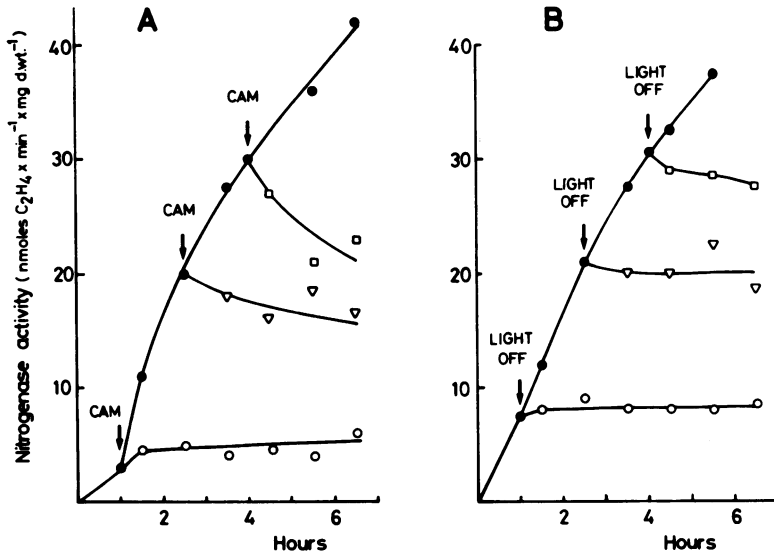 A
B
Nitrogenase activity (nmoles C₂H₄ x min⁻¹ x mg d.wt.⁻¹)
40
30
20
10
CAM
CAM
CAM
2
4
6
Hours
40
30
20
10
LIGHT
OFF
LIGHT
OFF
LIGHT
OFF
2
4
6
Hours